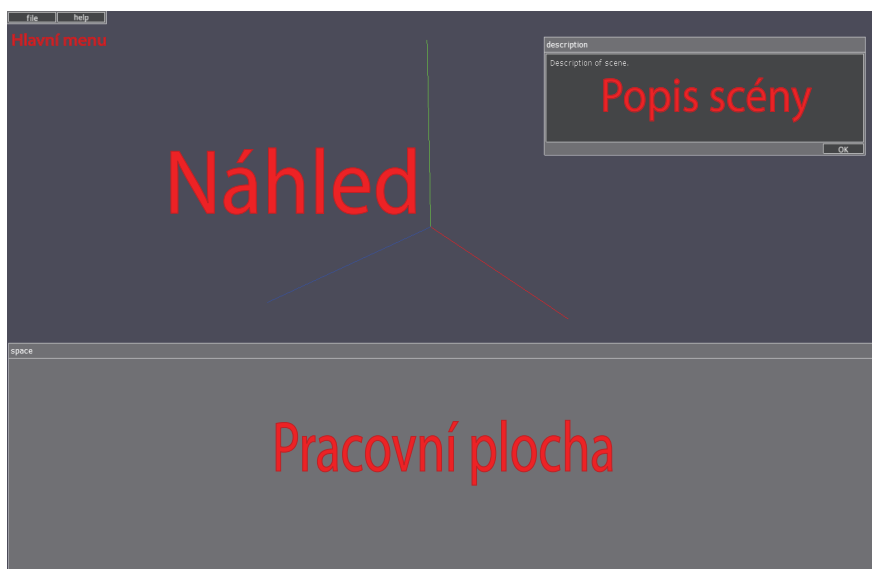 file help
Hlavní menu
description
Description of scene.
Popis scény
OK
Náhled
space
Pracovní plocha